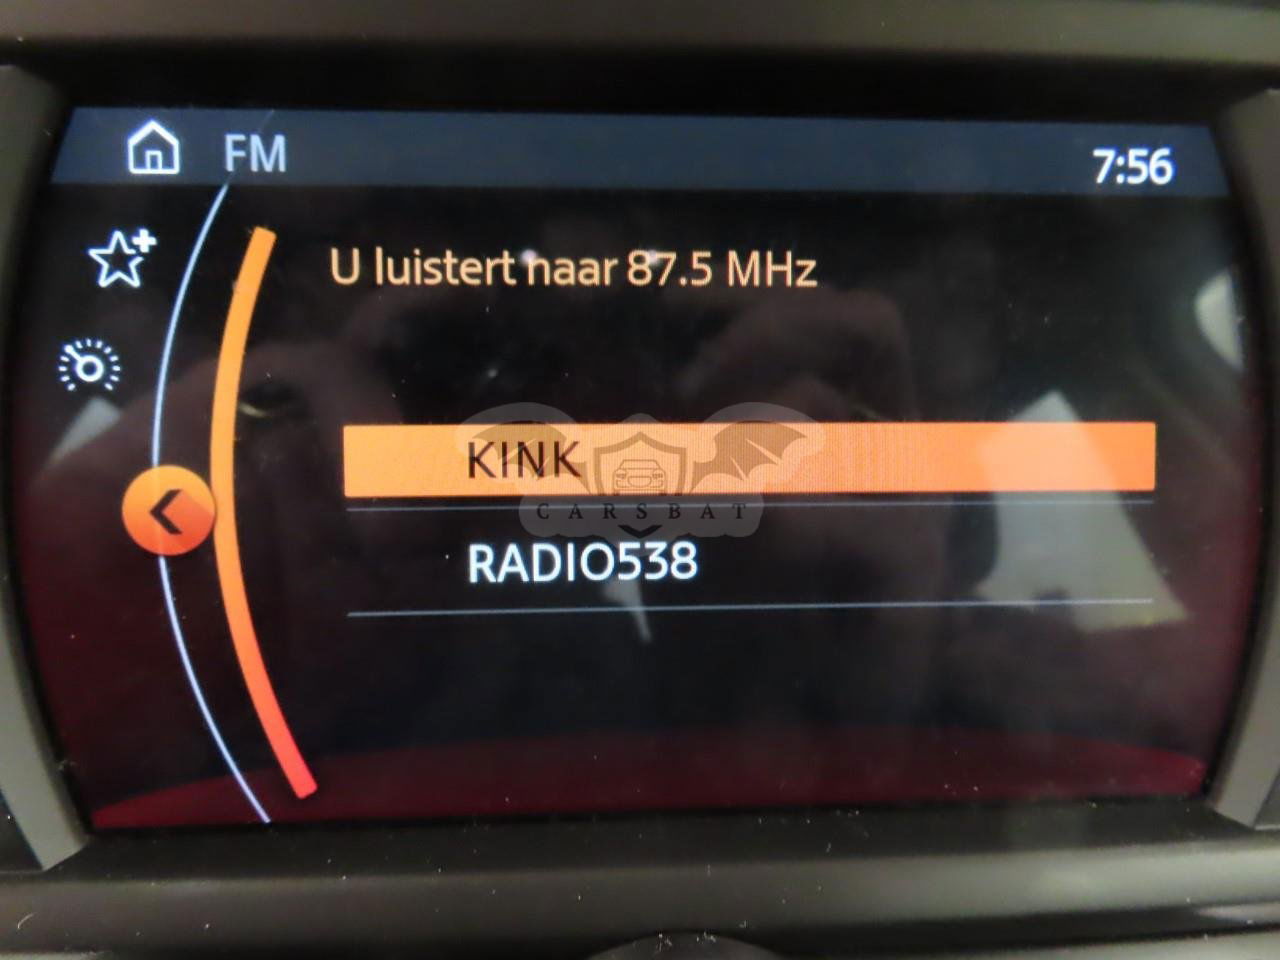 FM
7:56
U luistert naar 87.5 MHz
KINK
CARSBAT
RADIO538